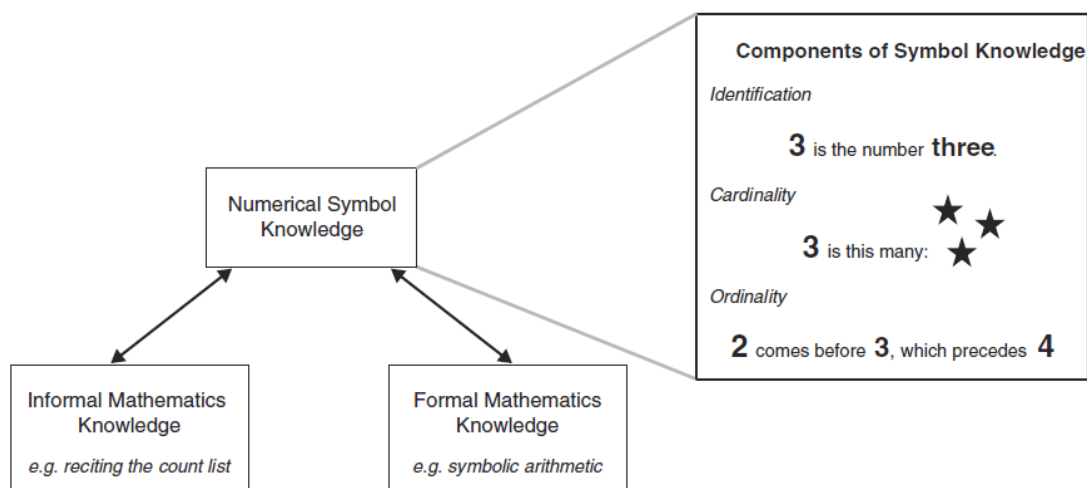 Components of Symbol Knowledge
Identification
3 is the number three.
Cardinality
3 is this many:
Ordinality
2 comes before 3, which precedes 4
Numerical Symbol
Knowledge
Informal Mathematics
Knowledge
e.g. reciting the count list
Formal Mathematics
Knowledge
e.g. symbolic arithmetic